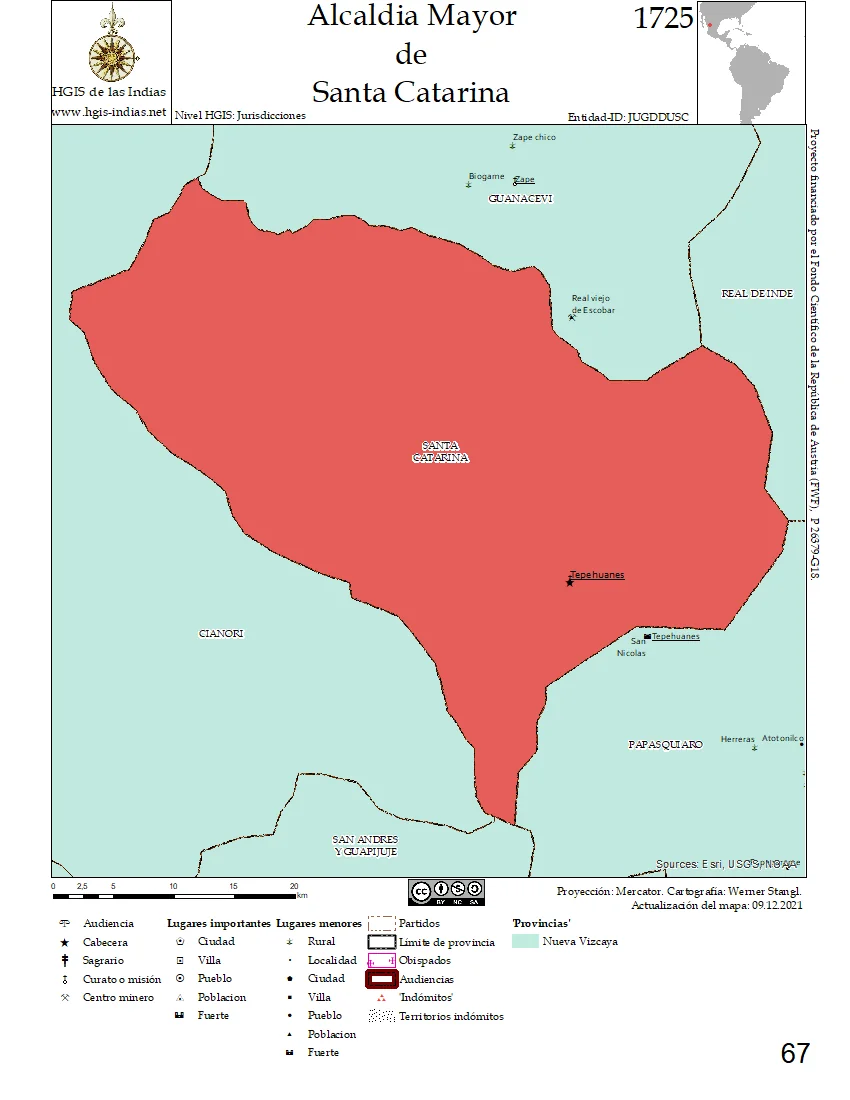 Alcaldia Mayor
de
Santa Catarina
1725
HGIS de las Indias
www.hgis-indias.net
Nivel HGIS: Jurisdicciones
Entidad-ID: JUGDDUSC
Zape chico
Biogame
Zape
GUANACEVI
Real viejo
de Escobar
REAL DE INDE
SANTA
CATARINA
Tepehuanes
CIANORI
Tepehuanes
San
Nicolas
PAPASQUIARO
Herreras
Atotonilco
SAN ANDRES
Y GUAPIJUJE
Sources: Esri, USGS, NOAA
Proyecto financiado por el Fondo Científico de la República de Austria (FWF), P 26379-G18.
0 2,5 5 10 15 20
km
CC BY NC SA
Proyección: Mercator. Cartografía: Werner Stangl.
Actualización del mapa: 09.12.2021
Audiencia
Cabecera
Sagrario
Curato o misión
Centro minero
Lugares importantes
Ciudad
Villa
Pueblo
Poblacion
Fuerte
Lugares menores
Rural
Localidad
Ciudad
Villa
Pueblo
Poblacion
Fuerte
Partidos
Límite de provincia
Obispados
Audiencias
'Indómitos'
Territorios indómitos
'Provincias'
Nueva Vizcaya
67